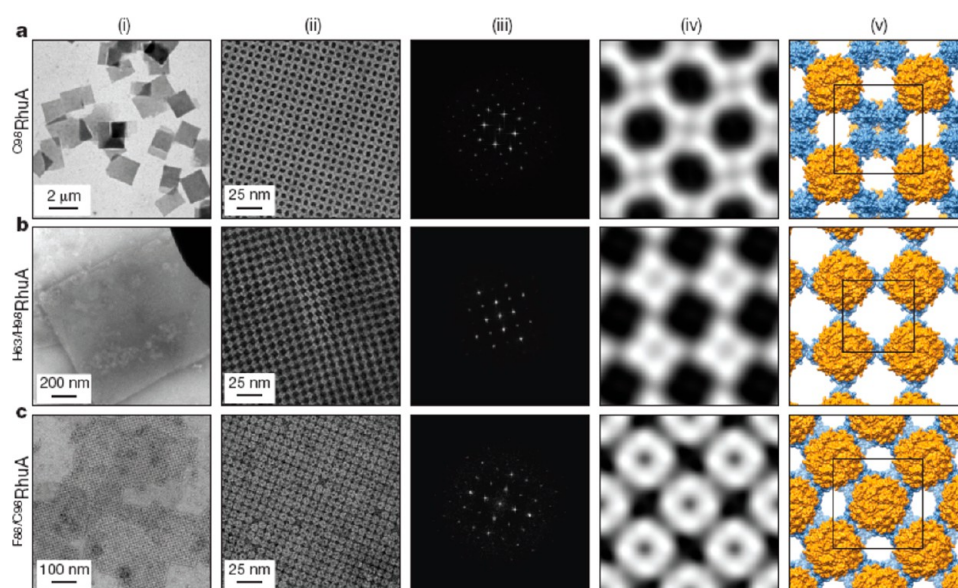 (i) (ii) (iii) (iv) (v)
a
C98RhuA
2 μm
25 nm
b
H63/H98RhuA
200 nm
25 nm
c
F88/C98RhuA
100 nm
25 nm